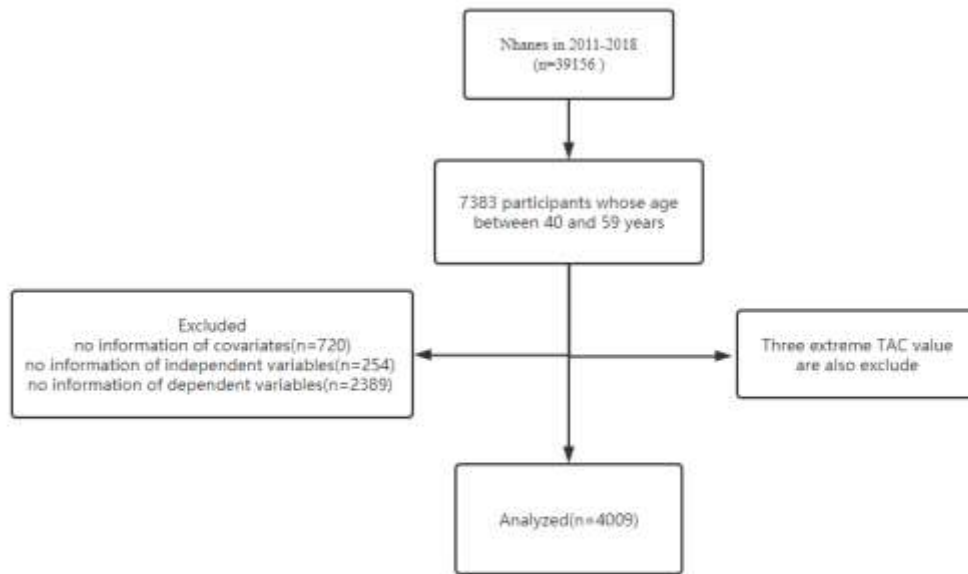 Nhanes in 2011-2018
(n=39156 )
7383 participants whose age
between 40 and 59 years
Excluded
no information of covariates(n=720)
no information of independent variables(n=254)
no information of dependent variables(n=2389)
Three extreme TAC value
are also exclude
Analyzed(n=4009)